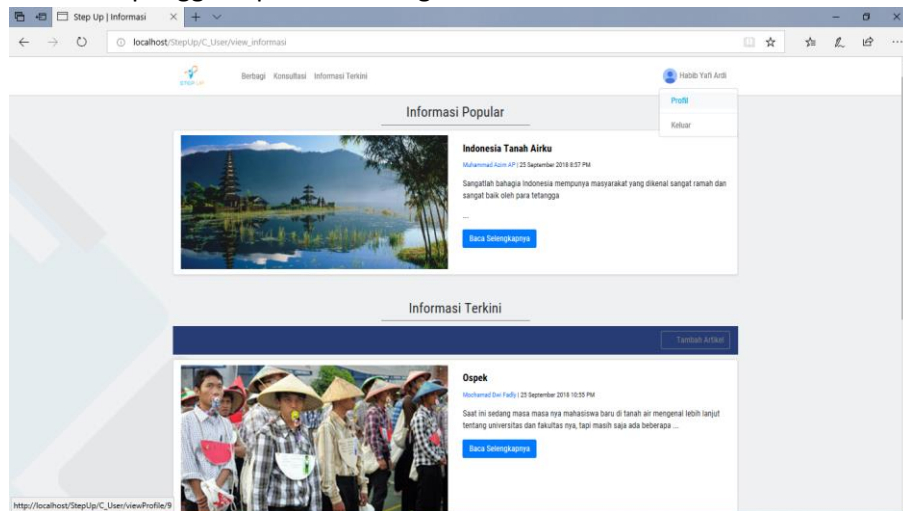 Step Up | Informasi
localhost/StepUp/C_User/view_informasi
STEP UP
Berbagi Konsultasi Informasi Terkini
Habib Yafi Ardi
Profil
Keluar
Informasi Popular
Indonesia Tanah Airku
Muhammad Azim AP | 25 September 2018 8:57 PM
Sangatlah bahagia Indonesia mempunya masyarakat yang dikenal sangat ramah dan
sangat baik oleh para tetangga
...
Baca Selengkapnya
Informasi Terkini
Tambah Artikel
Ospek
Mochamad Dwi Fadly | 23 September 2018 10:55 PM
Saat ini sedang masa masa nya mahasiswa baru di tanah air mengenal lebih lanjut
tentang universitas dan fakultas nya, tapi masih saja ada beberapa ...
Baca Selengkapnya
http://localhost/StepUp/C_User/viewProfile/9